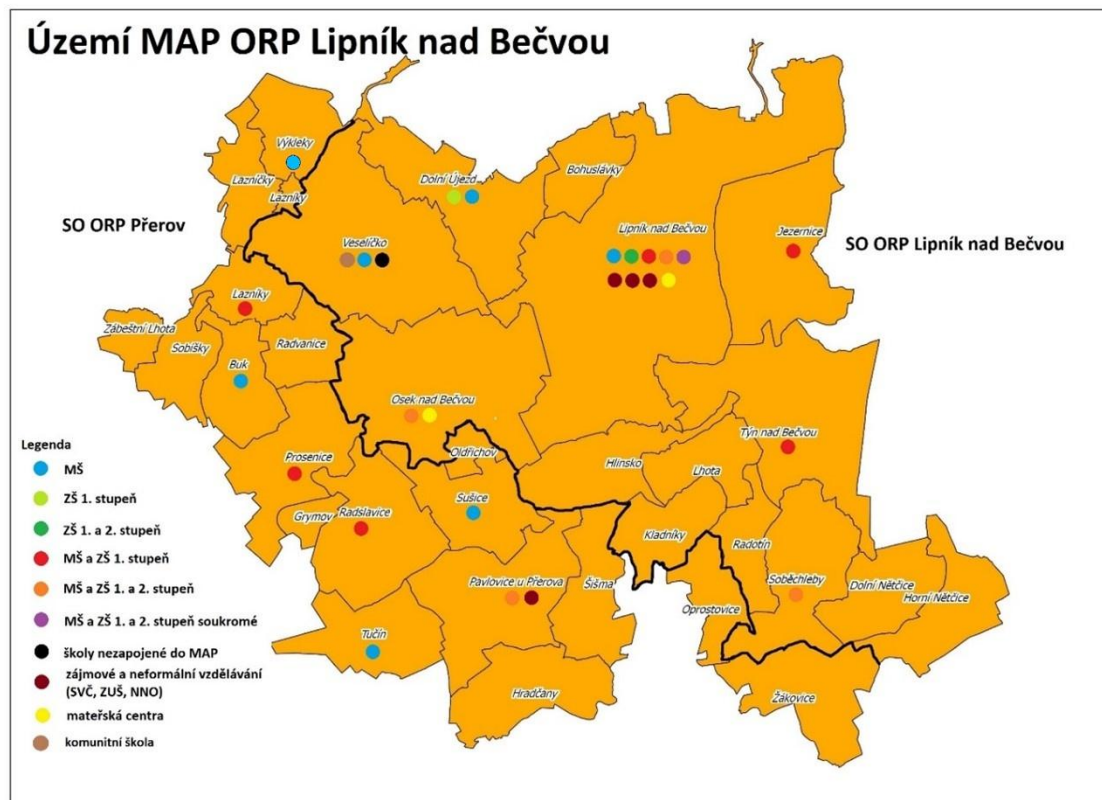 Území MAP ORP Lipník nad Bečvou
Výkleky
Lazníčky
Lazníky
Dolní Újezd
Bohuslávky
SO ORP Přerov
Veselíčko
Lipník nad Bečvou
Jezernice
SO ORP Lipník nad Bečvou
Lazníky
Zábeštní Lhota
Sobíšky
Radvanice
Buk
Osek nad Bečvou
Týn nad Bečvou
Oldřichov
Hlinsko
Lhota
Prosenice
Sušice
Grymov
Radslavice
Kladníky
Radotín
Pavlovice u Přerova
Šišma
Soběchleby
Dolní Nětčice
Horní Nětčice
Oprostovice
Tučín
Hradčany
Žákovice
Legenda
MŠ
ZŠ 1. stupeň
ZŠ 1. a 2. stupeň
MŠ a ZŠ 1. stupeň
MŠ a ZŠ 1. a 2. stupeň
MŠ a ZŠ 1. a 2. stupeň soukromé
školy nezapojené do MAP
zájmové a neformální vzdělávání
(SVČ, ZUŠ, NNO)
mateřská centra
komunitní škola